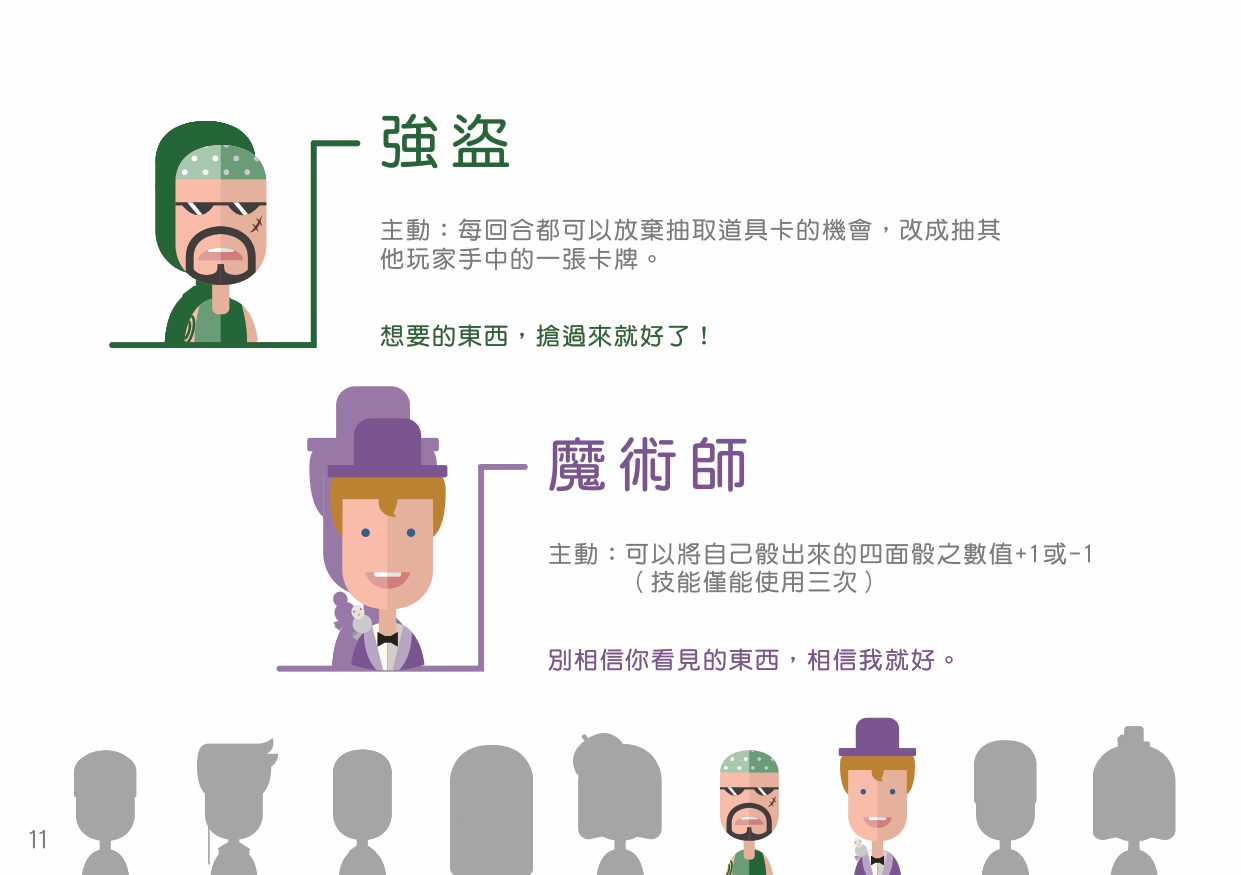 強盜
主動：每回合都可以放棄抽取道具卡的機會，改成抽其
他玩家手中的一張卡牌。
想要的東西，搶過來就好了！
魔術師
主動：可以將自己骰出來的四面骰之數值+1或-1
（技能僅能使用三次）
別相信你看見的東西，相信我就好。
11